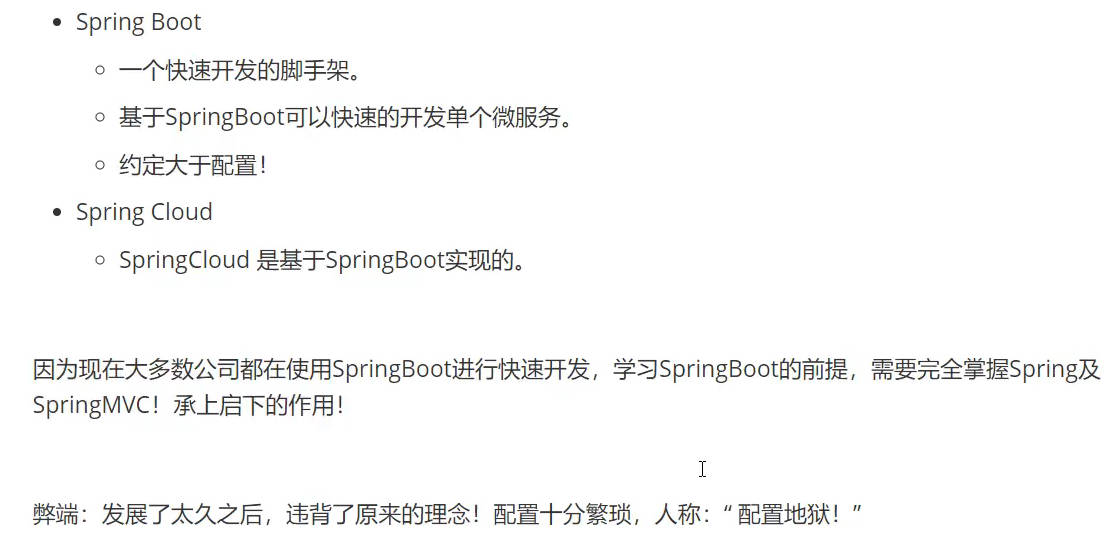 Spring Boot
一个快速开发的脚手架。
基于SpringBoot可以快速的开发单个微服务。
约定大于配置！
Spring Cloud
SpringCloud 是基于SpringBoot实现的。
因为现在大多数公司都在使用SpringBoot进行快速开发，学习SpringBoot的前提，需要完全掌握Spring及
SpringMVC！承上启下的作用！
弊端：发展了太久之后，违背了原来的理念！配置十分繁琐，人称：“ 配置地狱！”